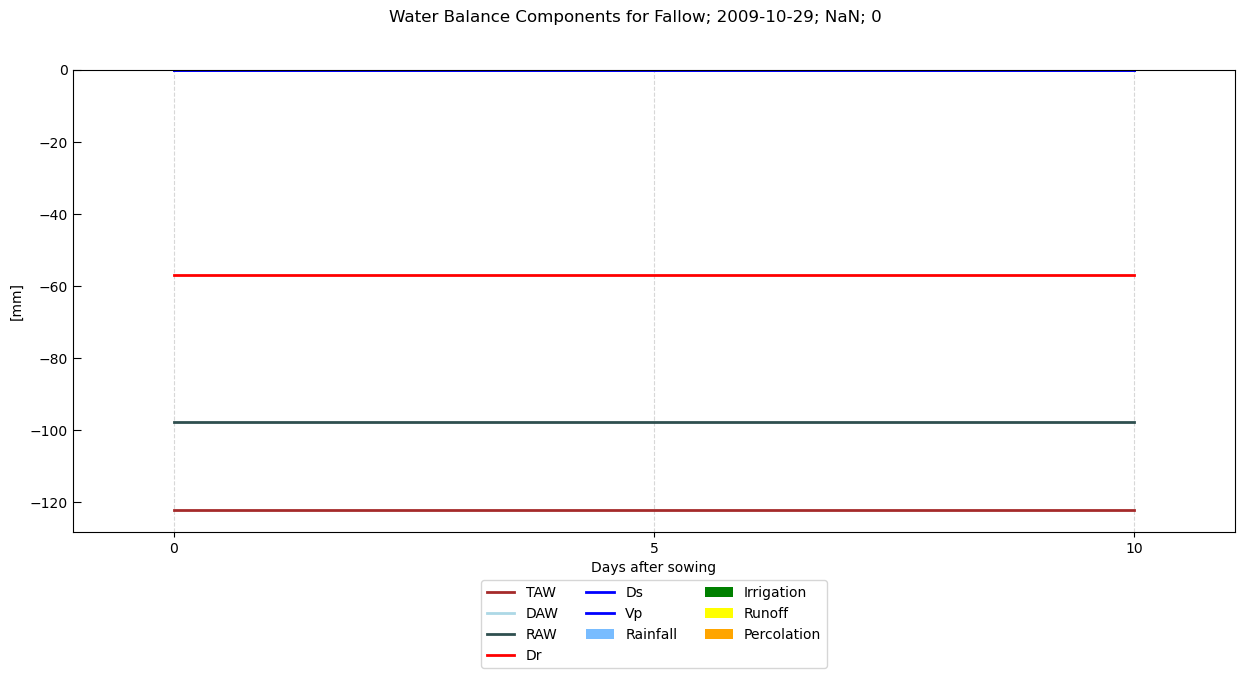 Water Balance Components for Fallow; 2009-10-29; NaN; 0
0
−20
−40
−60
−80
−100
−120
[mm]
0 5 10
Days after sowing
TAW Ds Irrigation
DAW Vp Runoff
RAW Rainfall Percolation
Dr